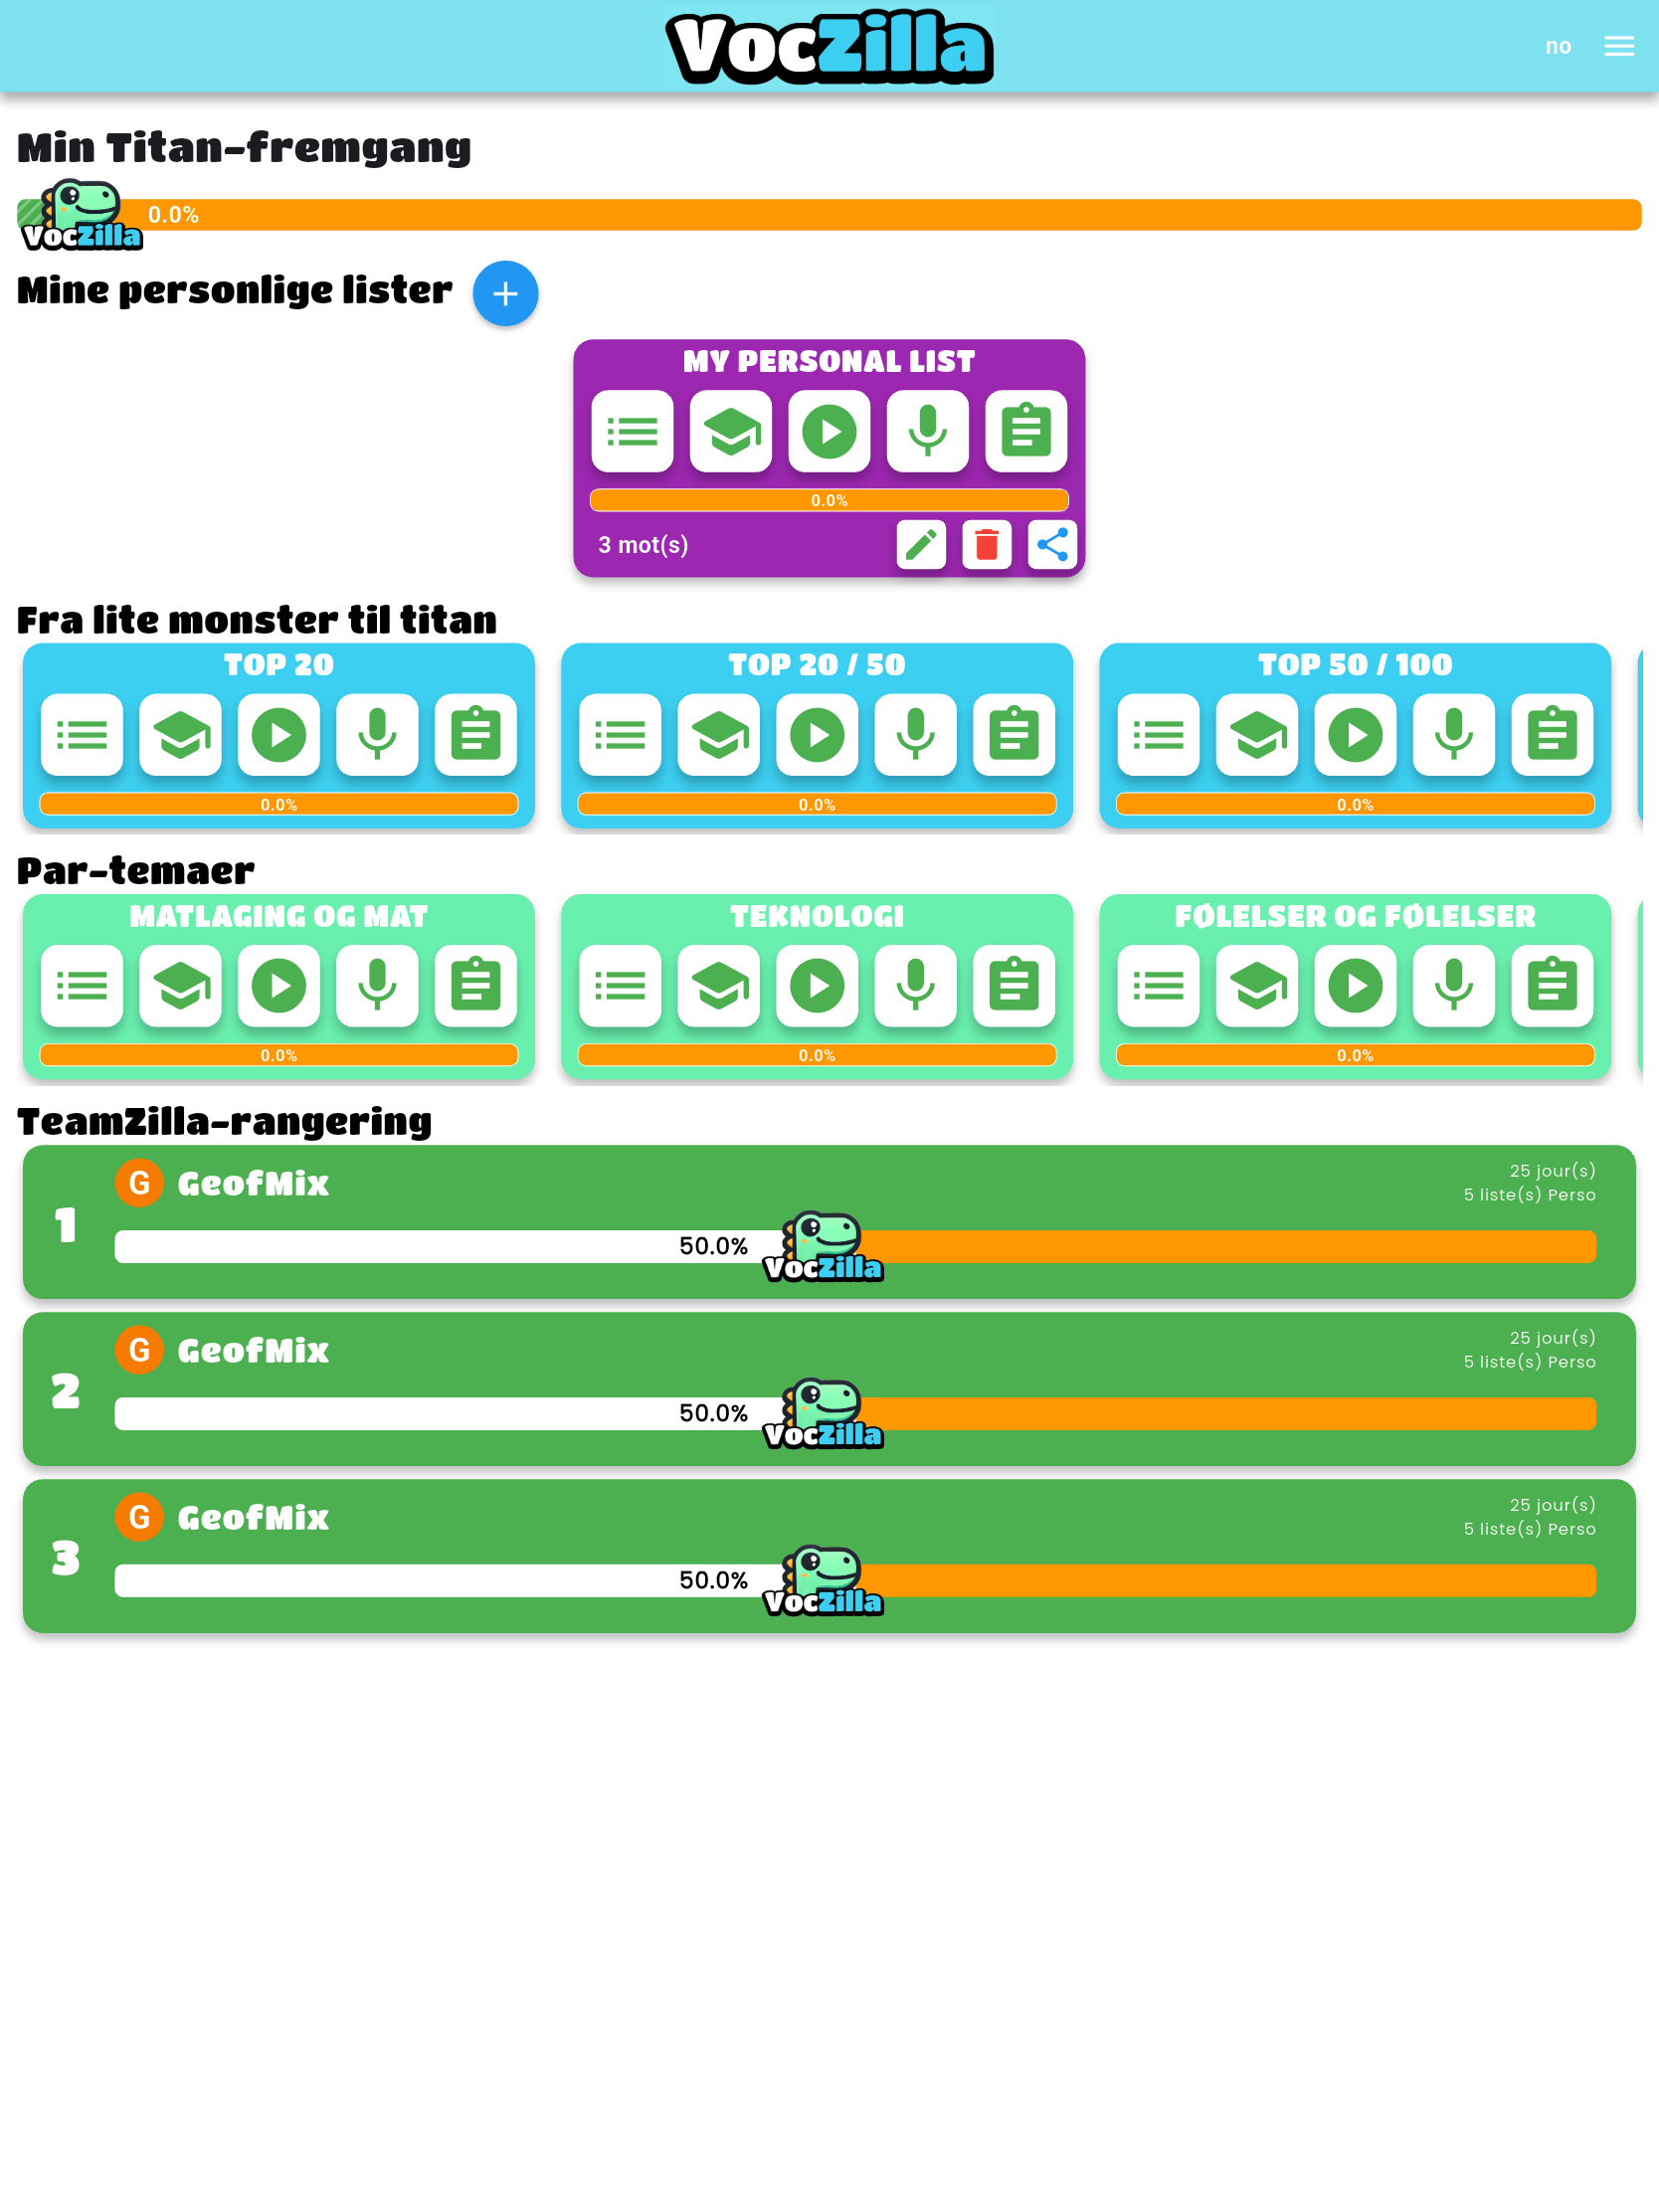 VocZilla
no
Min Titan-fremgang
0.0%
VocZilla
Mine personlige lister
MY PERSONAL LIST
0.0%
3 mot(s)
Fra lite monster til titan
TOP 20
TOP 20 / 50
TOP 50 / 100
0.0%
0.0%
0.0%
Par-temaer
MATLAGING OG MAT
TEKNOLOGI
FØLELSER OG FØLELSER
0.0%
0.0%
0.0%
TeamZilla-rangering
1
G GeofMix
25 jour(s)
5 liste(s) Perso
50.0%
VocZilla
2
G GeofMix
25 jour(s)
5 liste(s) Perso
50.0%
VocZilla
3
G GeofMix
25 jour(s)
5 liste(s) Perso
50.0%
VocZilla